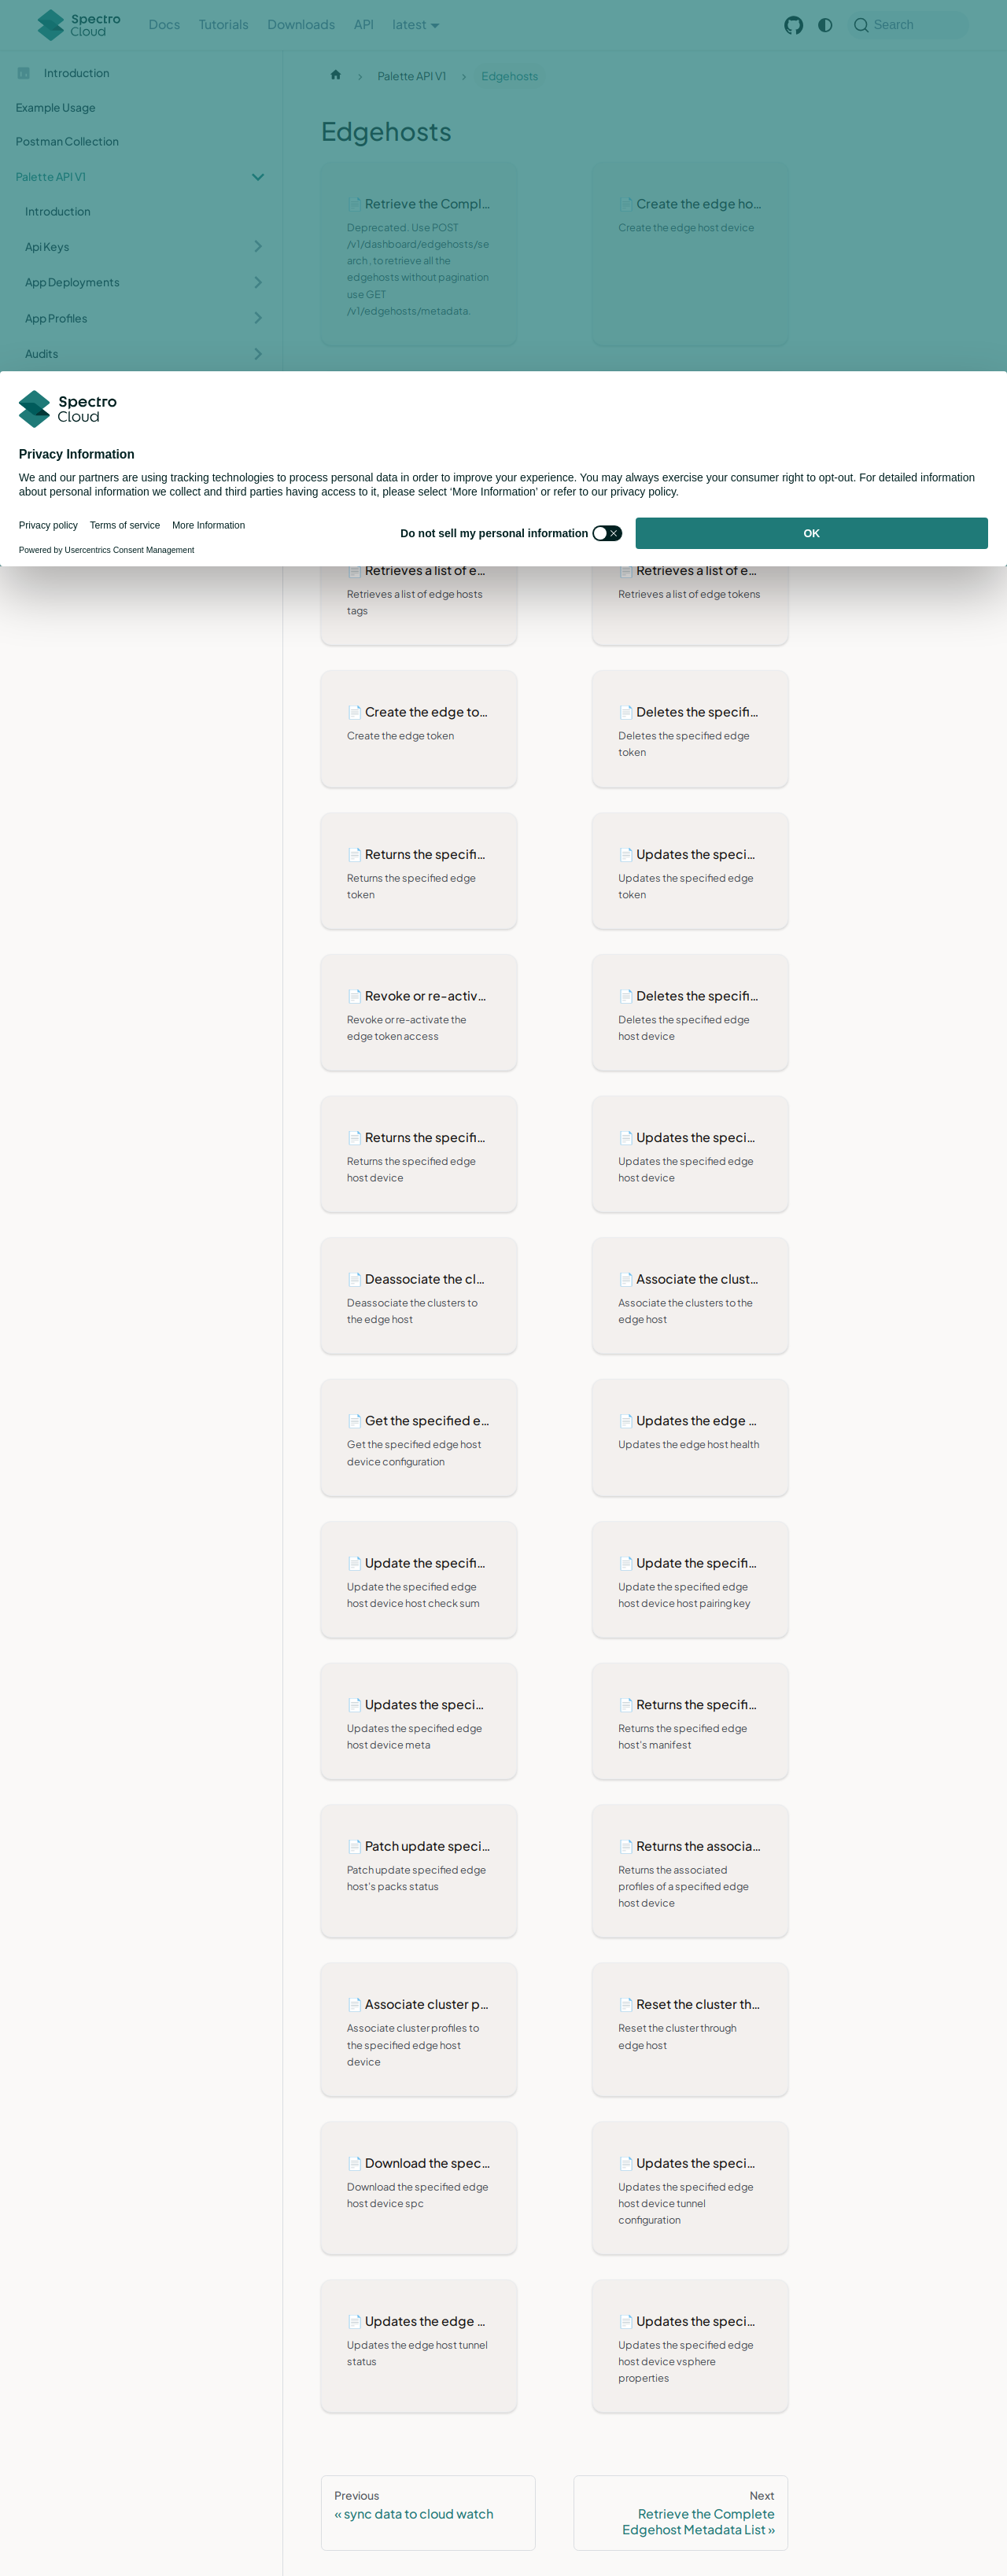 Spectro Cloud
Docs
Tutorials
Downloads
API
latest
Search
Introduction
Example Usage
Postman Collection
Palette API V1
Introduction
Api Keys
App Deployments
App Profiles
Audits
Palette API V1
Edgehosts
Edgehosts
Retrieve the Compl...
Deprecated. Use POST
/v1/dashboard/edgehosts/se
arch , to retrieve all the
edgehosts without pagination
use GET
/v1/edgehosts/metadata.
Create the edge ho...
Create the edge host device
Spectro
Cloud
Privacy Information
We and our partners are using tracking technologies to process personal data in order to improve your experience. You may always exercise your consumer right to opt-out. For detailed information
about personal information we collect and third parties having access to it, please select ‘More Information’ or refer to our privacy policy.
Privacy policy
Terms of service
More Information
Do not sell my personal information
OK
Powered by Usercentrics Consent Management
Retrieves a list of e...
Retrieves a list of edge hosts
tags
Retrieves a list of e...
Retrieves a list of edge tokens
Create the edge to...
Create the edge token
Deletes the specifi...
Deletes the specified edge
token
Returns the specifi...
Returns the specified edge
token
Updates the speci...
Updates the specified edge
token
Revoke or re-activ...
Revoke or re-activate the
edge token access
Deletes the specifi...
Deletes the specified edge
host device
Returns the specifi...
Returns the specified edge
host device
Updates the speci...
Updates the specified edge
host device
Deassociate the cl...
Deassociate the clusters to
the edge host
Associate the clust...
Associate the clusters to the
edge host
Get the specified e...
Get the specified edge host
device configuration
Updates the edge ...
Updates the edge host health
Update the specifi...
Update the specified edge
host device host check sum
Update the specifi...
Update the specified edge
host device host pairing key
Updates the speci...
Updates the specified edge
host device meta
Returns the specifi...
Returns the specified edge
host's manifest
Patch update speci...
Patch update specified edge
host's packs status
Returns the associa...
Returns the associated
profiles of a specified edge
host device
Associate cluster p...
Associate cluster profiles to
the specified edge host
device
Reset the cluster th...
Reset the cluster through
edge host
Download the spec...
Download the specified edge
host device spc
Updates the speci...
Updates the specified edge
host device tunnel
configuration
Updates the edge ...
Updates the edge host tunnel
status
Updates the speci...
Updates the specified edge
host device vsphere
properties
Previous
« sync data to cloud watch
Next
Retrieve the Complete
Edgehost Metadata List »